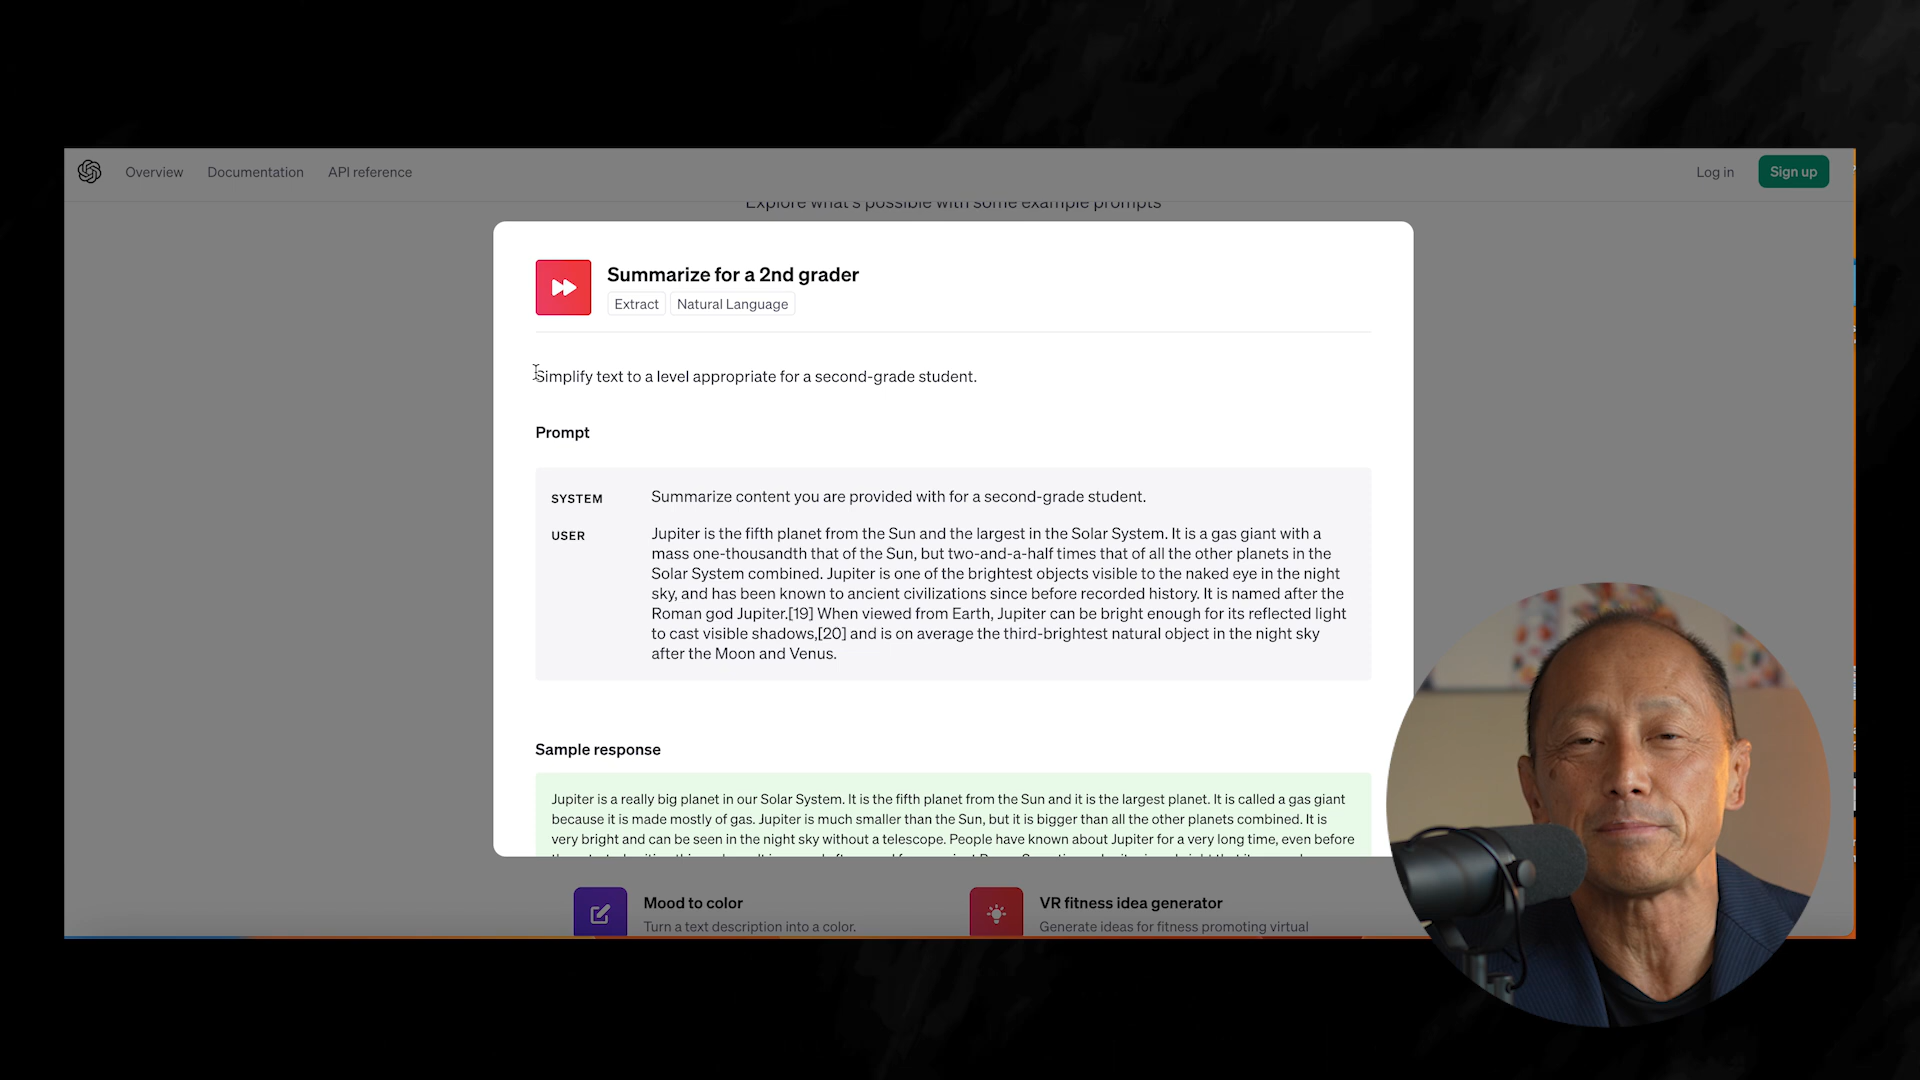 Overview Documentation API reference Log in Sign up
Explore what's possible with some example prompts
Summarize for a 2nd grader
Extract Natural Language
Simplify text to a level appropriate for a second-grade student.
Prompt
SYSTEM Summarize content you are provided with for a second-grade student.
USER Jupiter is the fifth planet from the Sun and the largest in the Solar System. It is a gas giant with a
mass one-thousandth that of the Sun, but two-and-a-half times that of all the other planets in the
Solar System combined. Jupiter is one of the brightest objects visible to the naked eye in the night
sky, and has been known to ancient civilizations since before recorded history. It is named after the
Roman god Jupiter.[19] When viewed from Earth, Jupiter can be bright enough for its reflected light
to cast visible shadows,[20] and is on average the third-brightest natural object in the night sky
after the Moon and Venus.
Sample response
Jupiter is a really big planet in our Solar System. It is the fifth planet from the Sun and it is the largest planet. It is called a gas giant
because it is made mostly of gas. Jupiter is much smaller than the Sun, but it is bigger than all the other planets combined. It is
very bright and can be seen in the night sky without a telescope. People have known about Jupiter for a very long time, even before
Mood to color VR fitness idea generator
Turn a text description into a color. Generate ideas for fitness promoting virtual